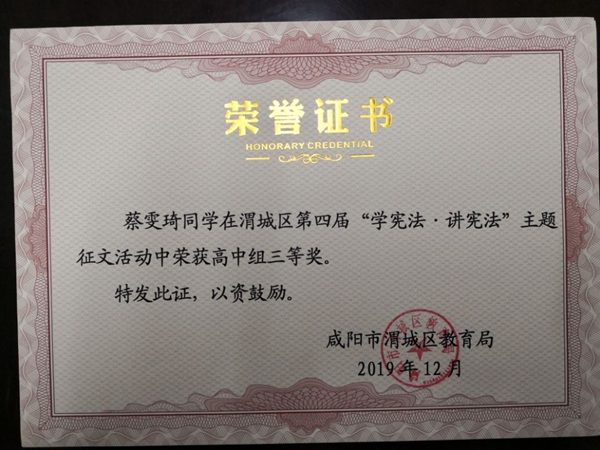 荣誉证书
HONORARY CREDENTIAL
蔡雯琦同学在渭城区第四届“学宪法·讲宪法”主题
征文活动中荣获高中组三等奖。
特发此证，以资鼓励。
咸阳市渭城区教育局
2019年12月